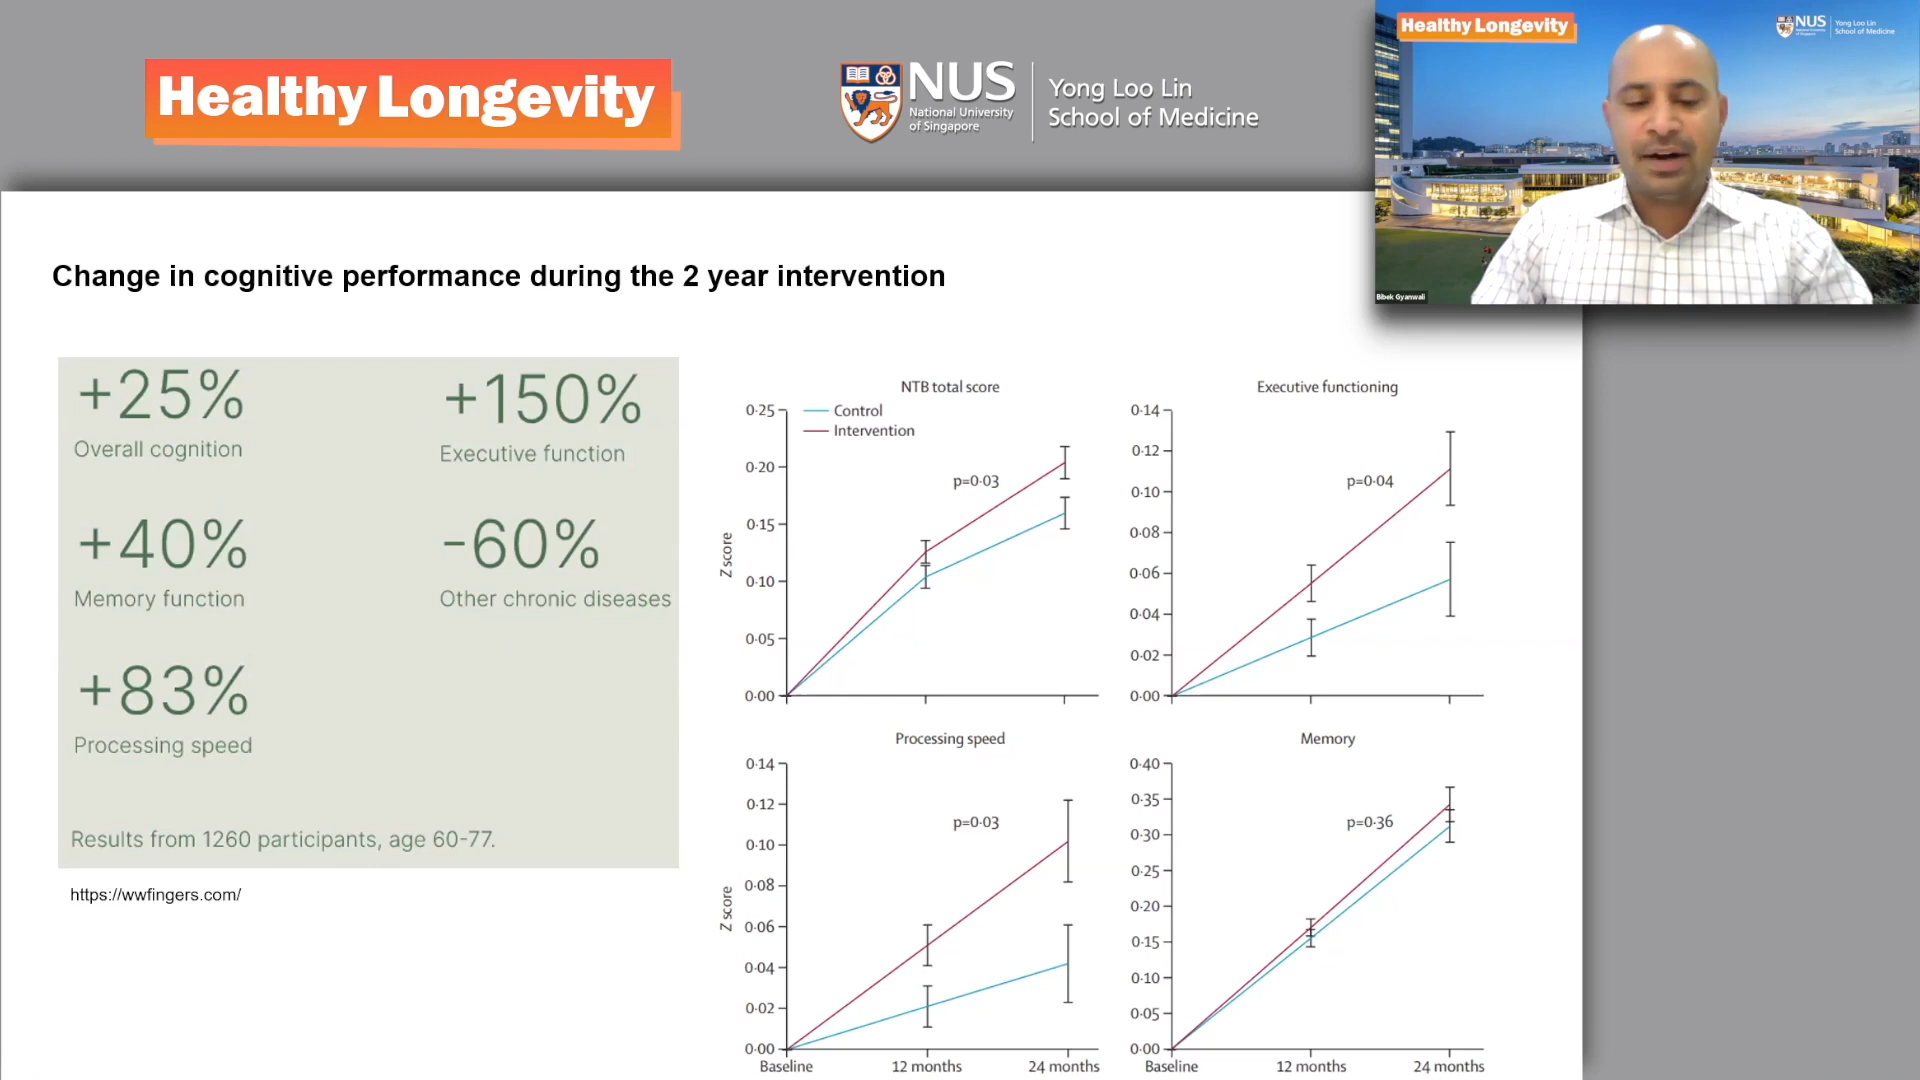 Healthy Longevity
NUS
National University
of Singapore
Yong Loo Lin
School of Medicine
Healthy Longevity
NUS
National University
of Singapore
Yong Loo Lin
School of Medicine
Bibek Gyanwali
Change in cognitive performance during the 2 year intervention
+25%
Overall cognition
+150%
Executive function
+40%
Memory function
-60%
Other chronic diseases
+83%
Processing speed
Results from 1260 participants, age 60-77.
https://wwfingers.com/
NTB total score
Control
Intervention
p=0·03
Z score
0·25
0·20
0·15
0·10
0·05
0·00
Executive functioning
p=0·04
0·14
0·12
0·10
0·08
0·06
0·04
0·02
0·00
Processing speed
p=0·03
Z score
0·14
0·12
0·10
0·08
0·06
0·04
0·02
0·00
Baseline
12 months
24 months
Memory
p=0·36
0·40
0·35
0·30
0·25
0·20
0·15
0·10
0·05
0·00
Baseline
12 months
24 months